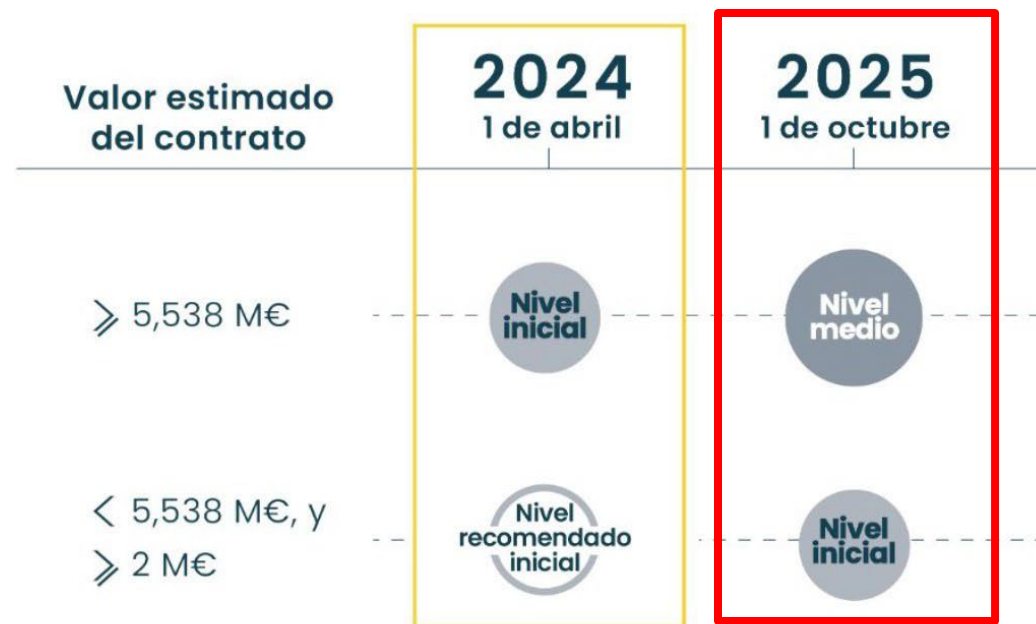 Valor estimado
del contrato
2024
1 de abril
2025
1 de octubre
⩾ 5,538 M€
Nivel
inicial
Nivel
medio
< 5,538 M€, y
⩾ 2 M€
Nivel
recomendado
inicial
Nivel
inicial